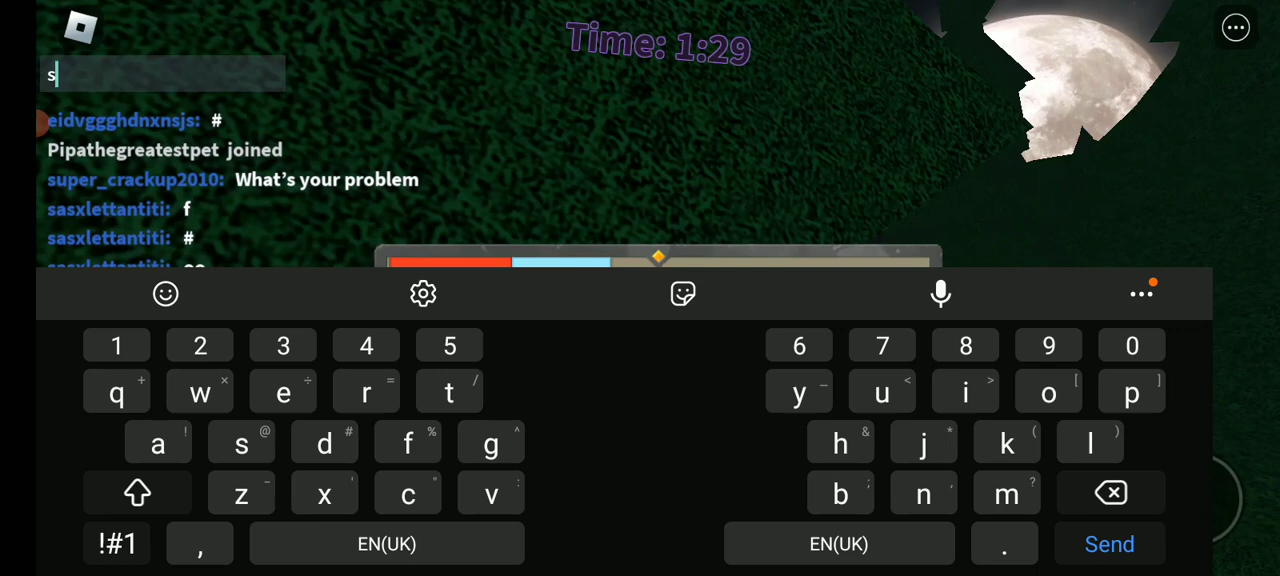 Time: 1:29
s
eidvggghdnxnsjs: #
Pipathegreatestpet joined
super_crackup2010: What's your problem
sasxlettantiti: f
sasxlettantiti: #
1 2 3 4 5 6 7 8 9 0
q + w × e ÷ r = t / y _ u < i > o [ p ]
a ! s @ d # f % g ^ h & j * k ( l )
z - x ' c " v : b ; n , m ?
!#1 , EN(UK) EN(UK) . Send